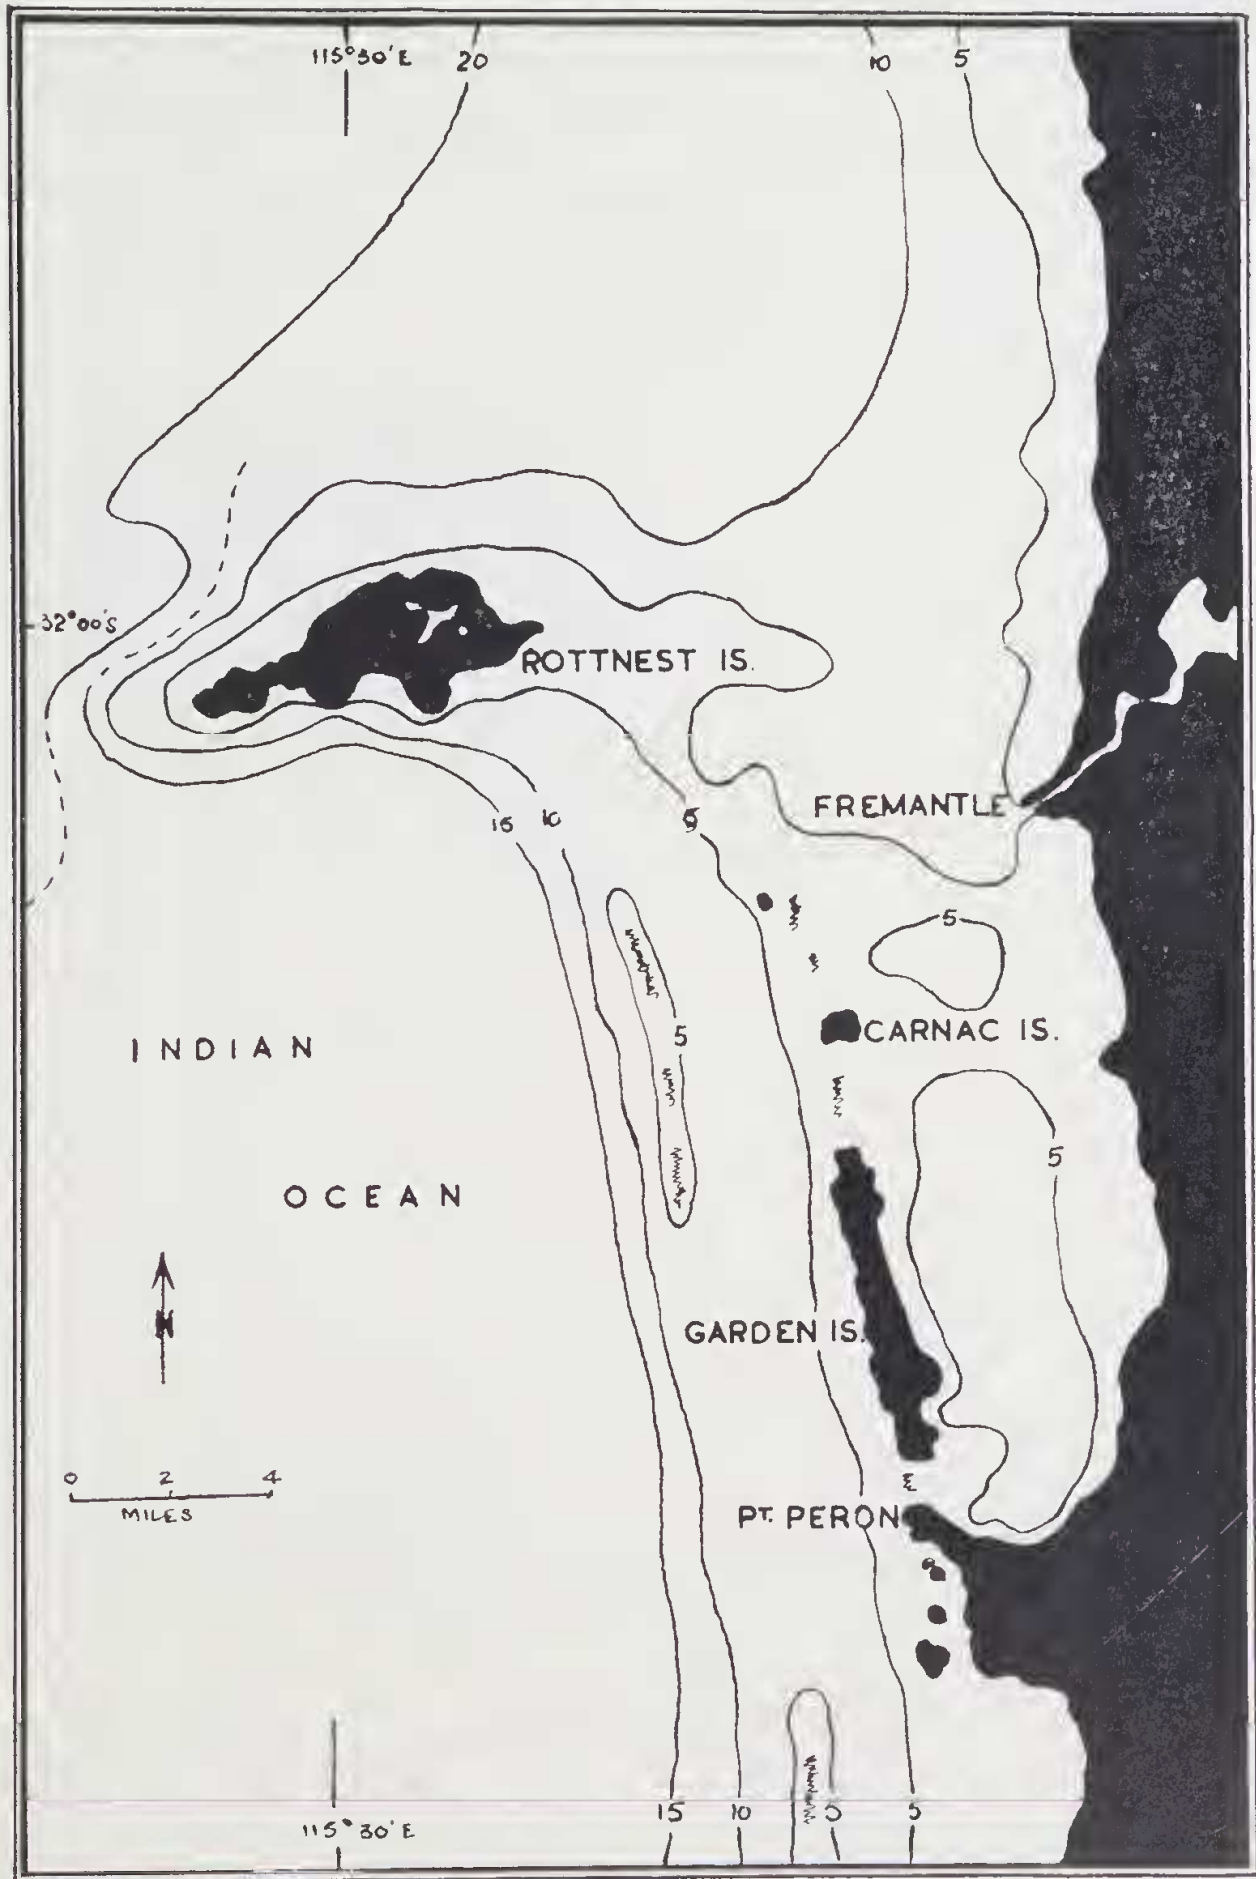 115°30'E 20 10 5
32°00'S
ROTTNEST IS.
FREMANTLE
15 10 5
5
CARNAC IS.
5
INDIAN
5
OCEAN
N
GARDEN IS.
0 2 4
MILES
PT. PERON
15 10 5 5
115°30'E